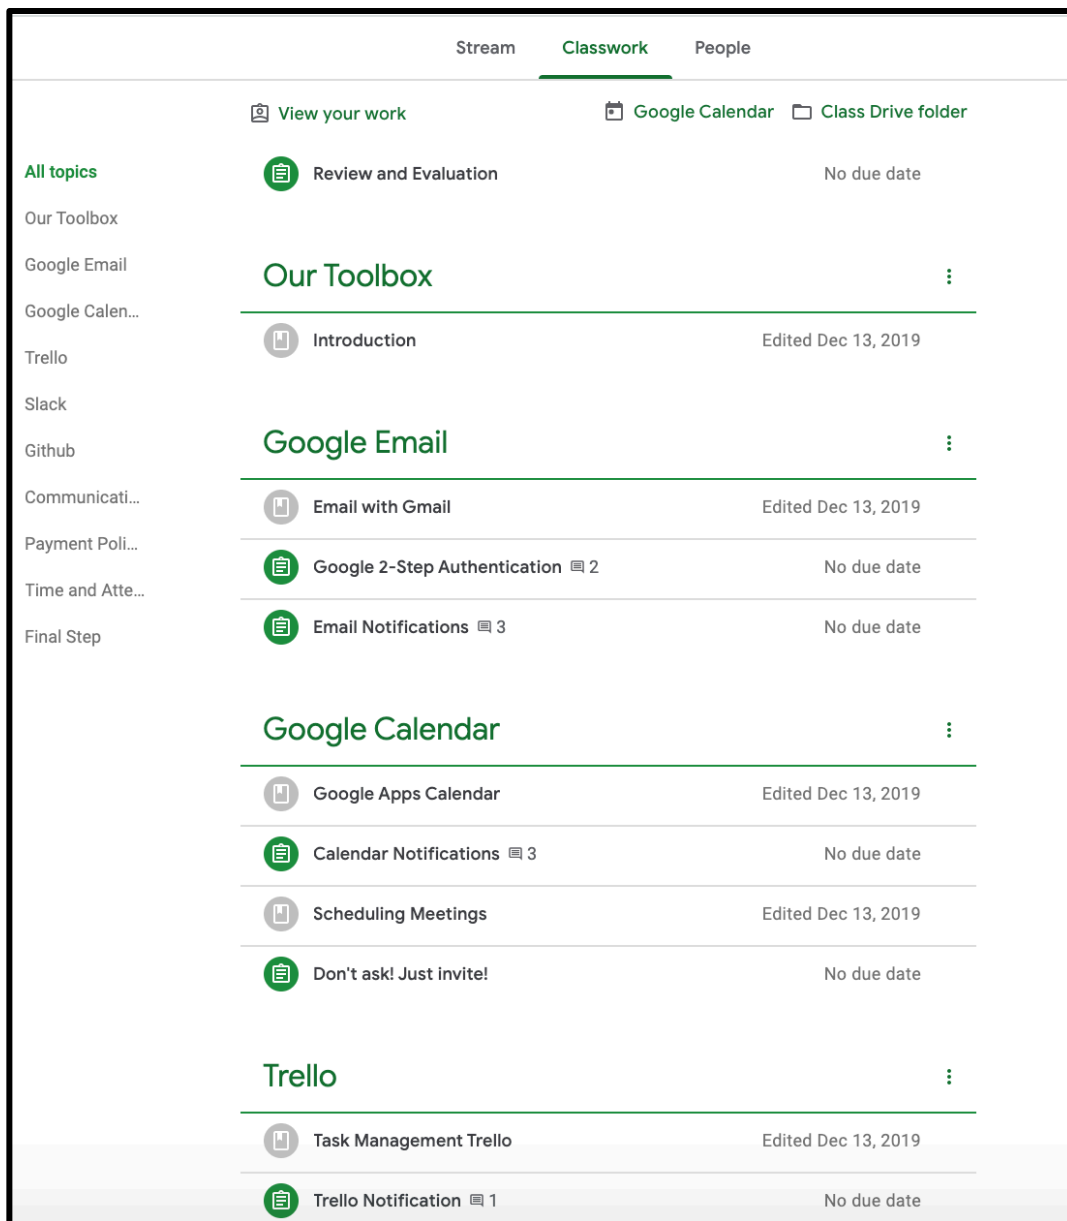 Stream Classwork People
View your work Google Calendar Class Drive folder
All topics
Our Toolbox
Google Email
Google Calen...
Trello
Slack
Github
Communicati...
Payment Poli...
Time and Atte...
Final Step
Review and Evaluation No due date
Our Toolbox
Introduction Edited Dec 13, 2019
Google Email
Email with Gmail Edited Dec 13, 2019
Google 2-Step Authentication 2 No due date
Email Notifications 3 No due date
Google Calendar
Google Apps Calendar Edited Dec 13, 2019
Calendar Notifications 3 No due date
Scheduling Meetings Edited Dec 13, 2019
Don't ask! Just invite! No due date
Trello
Task Management Trello Edited Dec 13, 2019
Trello Notification 1 No due date